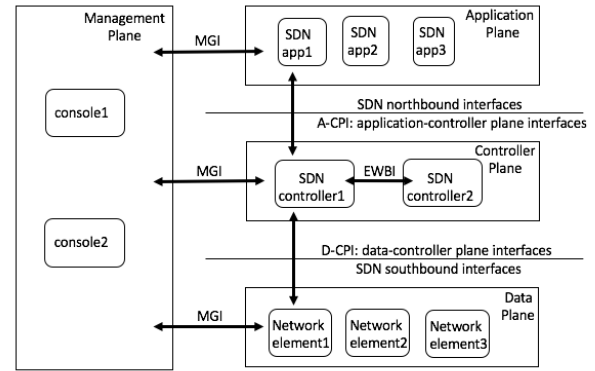 Management
Plane
Application
Plane
MGI
SDN
app1
SDN
app2
SDN
app3
console1
SDN northbound interfaces
A-CPI: application-controller plane interfaces
Controller
Plane
MGI
SDN
controller1
EWBI
SDN
controller2
console2
D-CPI: data-controller plane interfaces
SDN southbound interfaces
Data
Plane
MGI
Network
element1
Network
element2
Network
element3